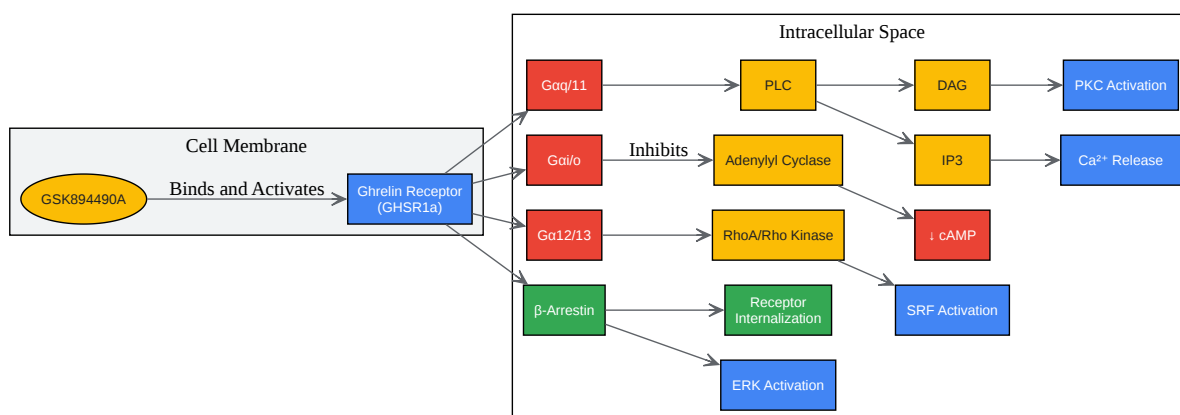 Intracellular Space
Gαq/11
PLC
DAG
PKC Activation
Cell Membrane
Gαi/o
Inhibits
Adenylyl Cyclase
IP3
Ca²⁺ Release
GSK894490A
Binds and Activates
Ghrelin Receptor
(GHSR1a)
Gα12/13
RhoA/Rho Kinase
↓ cAMP
β-Arrestin
Receptor
Internalization
SRF Activation
ERK Activation